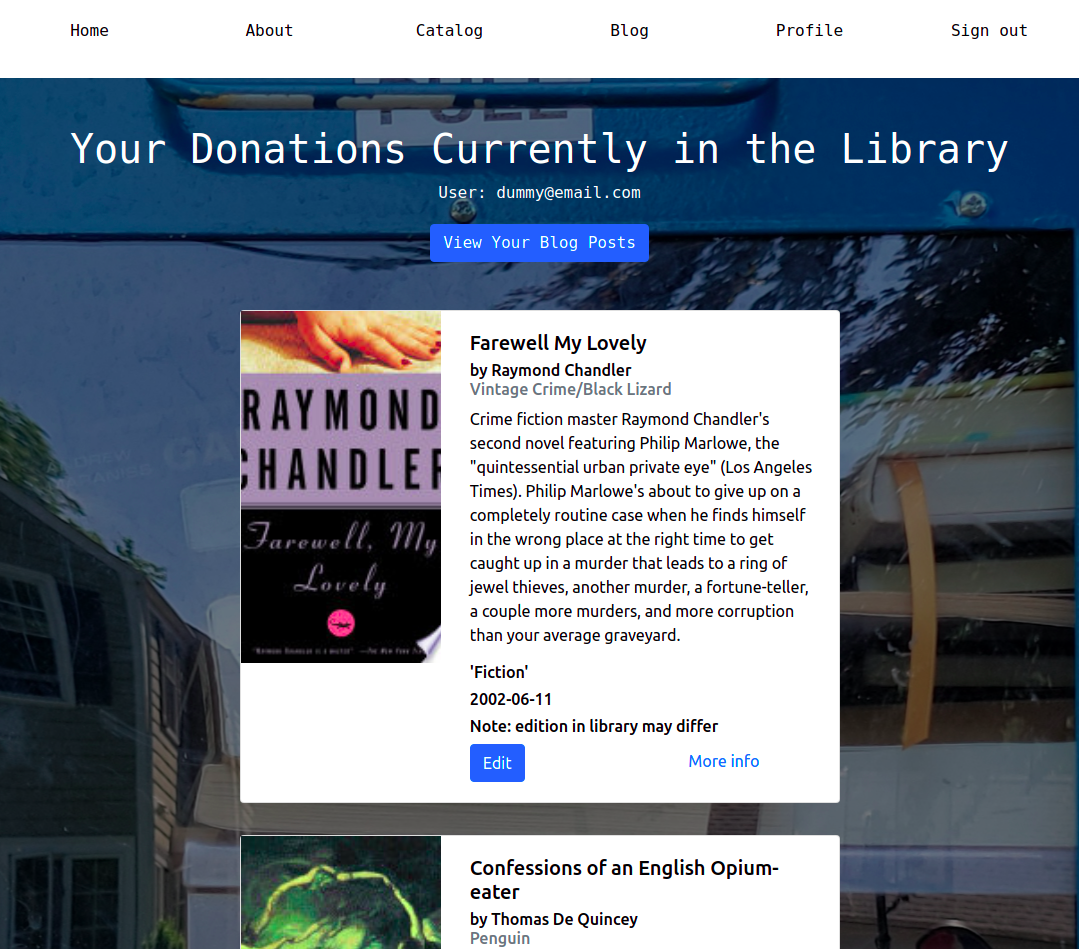 Home About Catalog Blog Profile Sign out
PULL
Your Donations Currently in the Library
User: dummy@email.com
View Your Blog Posts
RAYMOND
CHANDLER
Farewell, My
Lovely
Farewell My Lovely
by Raymond Chandler
Vintage Crime/Black Lizard
Crime fiction master Raymond Chandler's
second novel featuring Philip Marlowe, the
"quintessential urban private eye" (Los Angeles
Times). Philip Marlowe's about to give up on a
completely routine case when he finds himself
in the wrong place at the right time to get
caught up in a murder that leads to a ring of
jewel thieves, another murder, a fortune-teller,
a couple more murders, and more corruption
than your average graveyard.
'Fiction'
2002-06-11
Note: edition in library may differ
Edit More info
Confessions of an English Opium-
eater
by Thomas De Quincey
Penguin